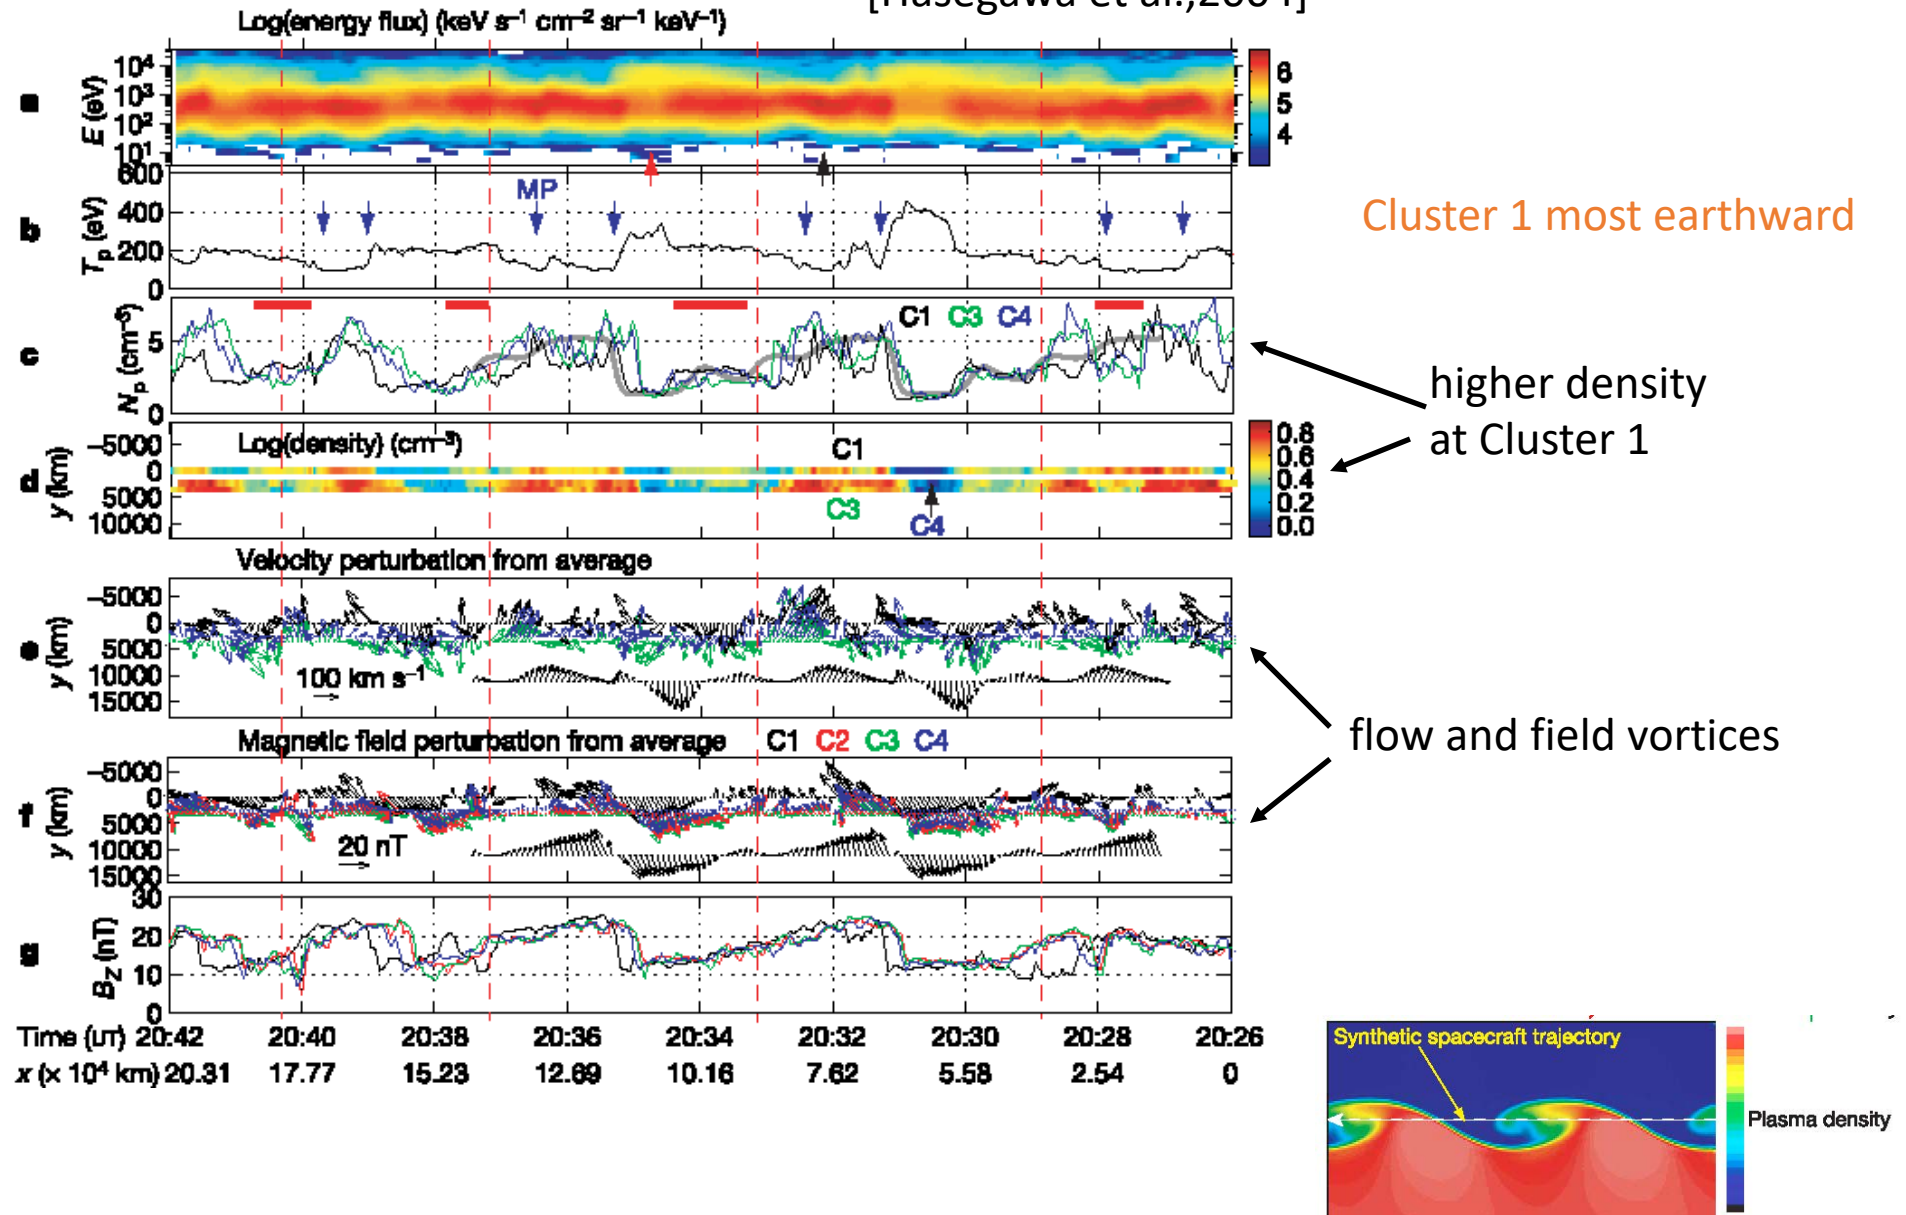 [Hasegawa et al.,2004]
Log(energy flux) (keV s⁻¹ cm⁻² sr⁻¹ keV⁻¹)
a
E (eV)
10⁴
10³
10²
10¹
6
5
4
b
Tp (eV)
600
400
200
0
MP
Cluster 1 most earthward
c
Np (cm⁻³)
5
0
C1 C3 C4
higher density
at Cluster 1
d
y (km)
−5000
0
5000
10000
Log(density) (cm⁻³)
C1
C3
C4
0.8
0.6
0.4
0.2
0.0
Velocity perturbation from average
e
y (km)
−5000
0
5000
10000
15000
100 km s⁻¹
flow and field vortices
Magnetic field perturbation from average C1 C2 C3 C4
f
y (km)
−5000
0
5000
10000
15000
20 nT
g
BZ (nT)
30
20
10
0
Time (UT) 20:42 20:40 20:38 20:36 20:34 20:32 20:30 20:28 20:26
x (× 10⁴ km) 20.31 17.77 15.23 12.69 10.16 7.62 5.58 2.54 0
Synthetic spacecraft trajectory
Plasma density